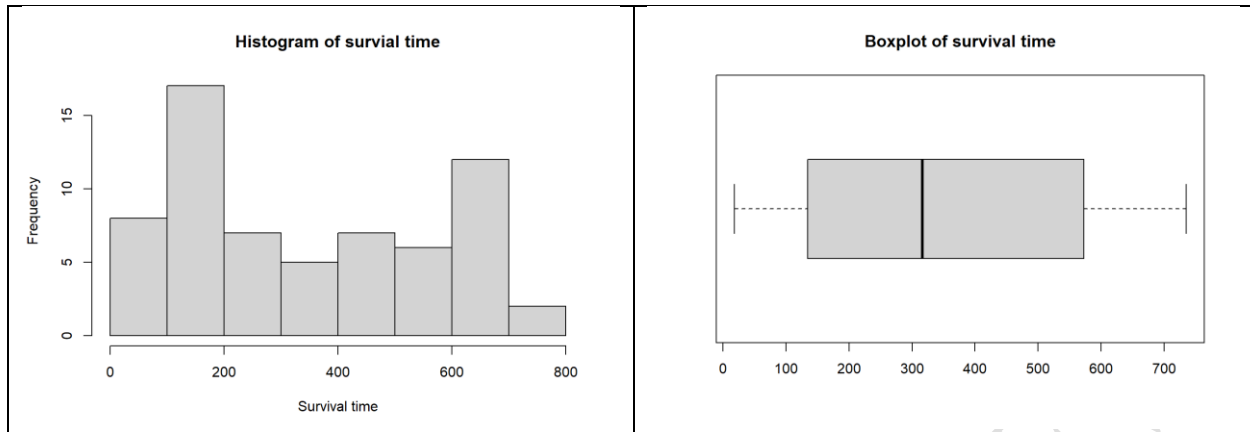 Histogram of survial time
15
10
5
0
Frequency
0 200 400 600 800
Survival time
Boxplot of survival time
0 100 200 300 400 500 600 700